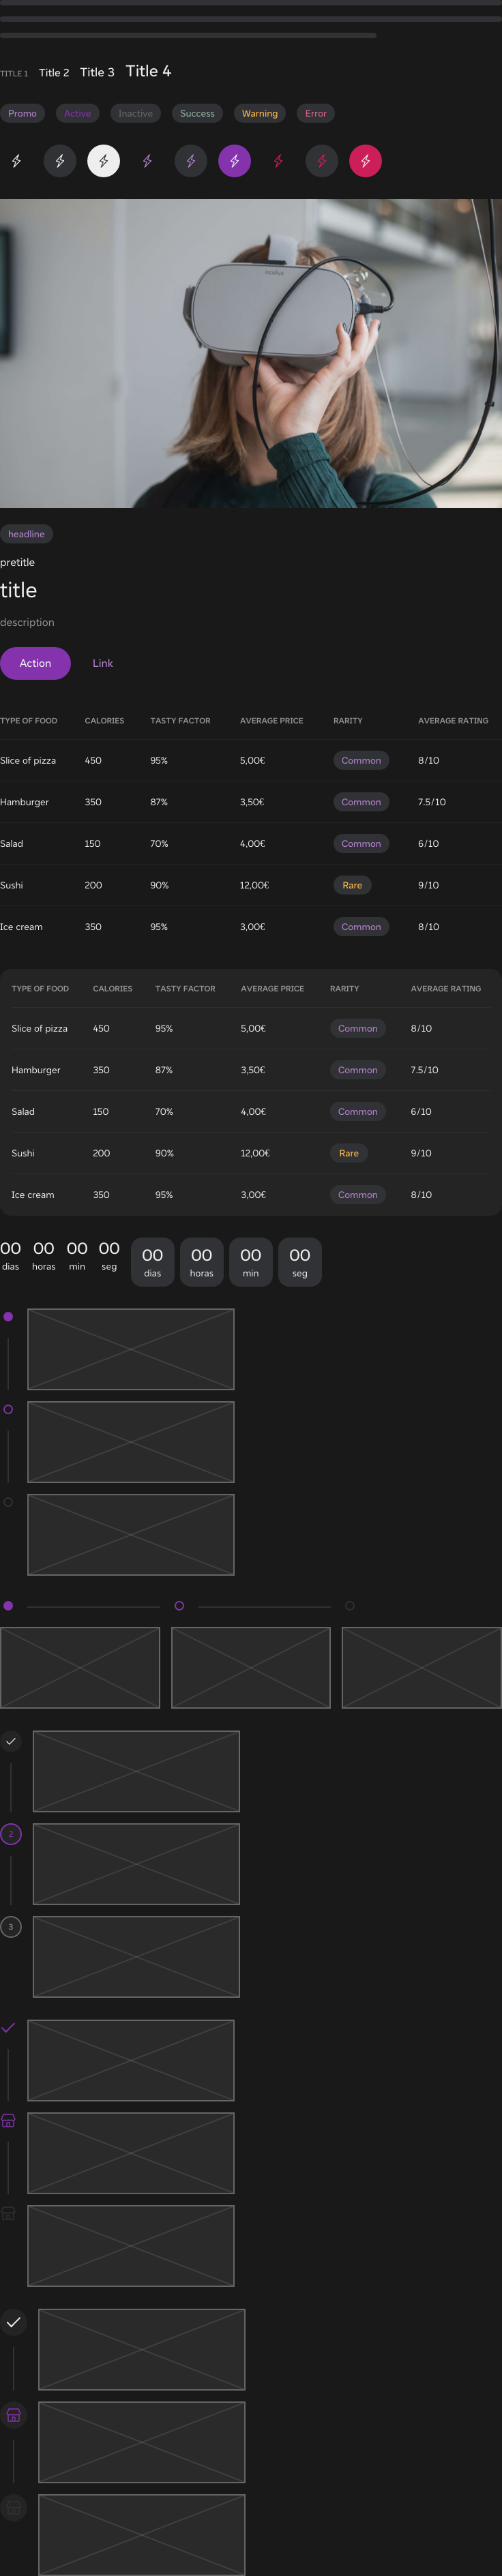 TITLE 1 Title 2 Title 3 Title 4
Promo Active Inactive Success Warning Error
oculus
headline
pretitle
title
description
Action Link
TYPE OF FOOD CALORIES TASTY FACTOR AVERAGE PRICE RARITY AVERAGE RATING
Slice of pizza 450 95% 5,00€ Common 8/10
Hamburger 350 87% 3,50€ Common 7.5/10
Salad 150 70% 4,00€ Common 6/10
Sushi 200 90% 12,00€ Rare 9/10
Ice cream 350 95% 3,00€ Common 8/10
TYPE OF FOOD CALORIES TASTY FACTOR AVERAGE PRICE RARITY AVERAGE RATING
Slice of pizza 450 95% 5,00€ Common 8/10
Hamburger 350 87% 3,50€ Common 7.5/10
Salad 150 70% 4,00€ Common 6/10
Sushi 200 90% 12,00€ Rare 9/10
Ice cream 350 95% 3,00€ Common 8/10
00 00 00 00 00 00 00 00
dias horas min seg dias horas min seg
2
3